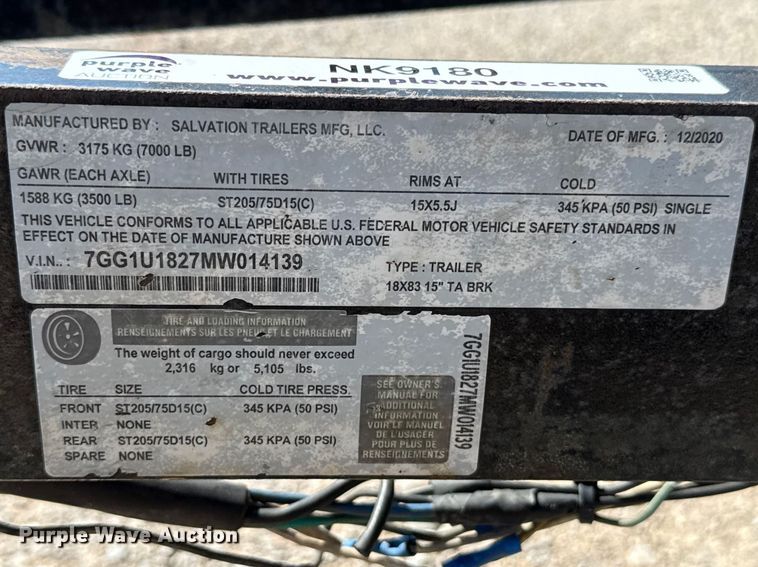 purple wave
AUCTION
NK9180
www.purplewave.com
MANUFACTURED BY : SALVATION TRAILERS MFG, LLC.
DATE OF MFG. : 12/2020
GVWR : 3175 KG (7000 LB)
GAWR (EACH AXLE) WITH TIRES RIMS AT COLD
1588 KG (3500 LB) ST205/75D15(C) 15X5.5J 345 KPA (50 PSI) SINGLE
THIS VEHICLE CONFORMS TO ALL APPLICABLE U.S. FEDERAL MOTOR VEHICLE SAFETY STANDARDS IN
EFFECT ON THE DATE OF MANUFACTURE SHOWN ABOVE
V.I.N.. : 7GG1U1827MW014139 TYPE : TRAILER
18X83 15" TA BRK
TIRE AND LOADING INFORMATION
RENSEIGNEMENTS SUR LES PNEUS ET LE CHARGEMENT
The weight of cargo should never exceed
2,316 kg or 5,105 lbs.
TIRE SIZE COLD TIRE PRESS.
FRONT ST205/75D15(C) 345 KPA (50 PSI)
INTER NONE
REAR ST205/75D15(C) 345 KPA (50 PSI)
SPARE NONE
SEE OWNER'S
MANUAL FOR
ADDITIONAL
INFORMATION
VOIR LE MANUEL
DE L'USAGER
POUR PLUS DE
RENSEIGNEMENTS
7GG1U1827MW014139
Purple Wave Auction